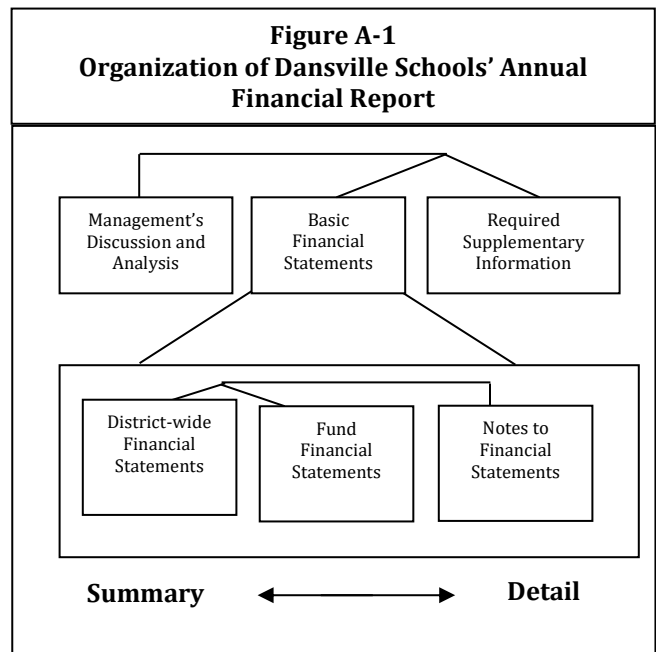 Figure A-1
Organization of Dansville Schools’ Annual
Financial Report
Management’s
Discussion and
Analysis
Basic
Financial
Statements
Required
Supplementary
Information
District-wide
Financial
Statements
Fund
Financial
Statements
Notes to
Financial
Statements
Summary
Detail